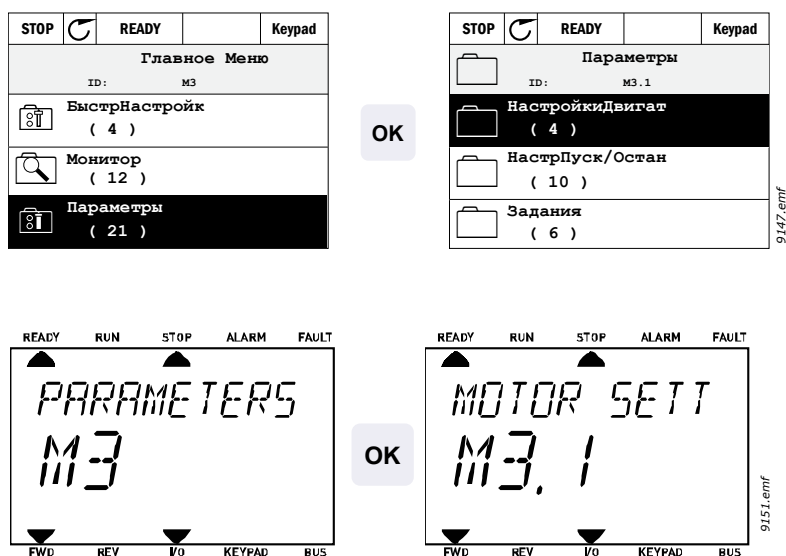 STOP READY Keypad
Главное Меню
ID: M3
БыстрНастройк
( 4 )
Монитор
( 12 )
Параметры
( 21 )
OK
STOP READY Keypad
Параметры
ID: M3.1
НастройкиДвигат
( 4 )
НастрПуск/Остан
( 10 )
Задания
( 6 )
9147.emf
READY RUN STOP ALARM FAULT
PARAMETERS
M3
FWD REV I/O KEYPAD BUS
OK
READY RUN STOP ALARM FAULT
MOTOR SETT
M3.1
FWD REV I/O KEYPAD BUS
9151.emf